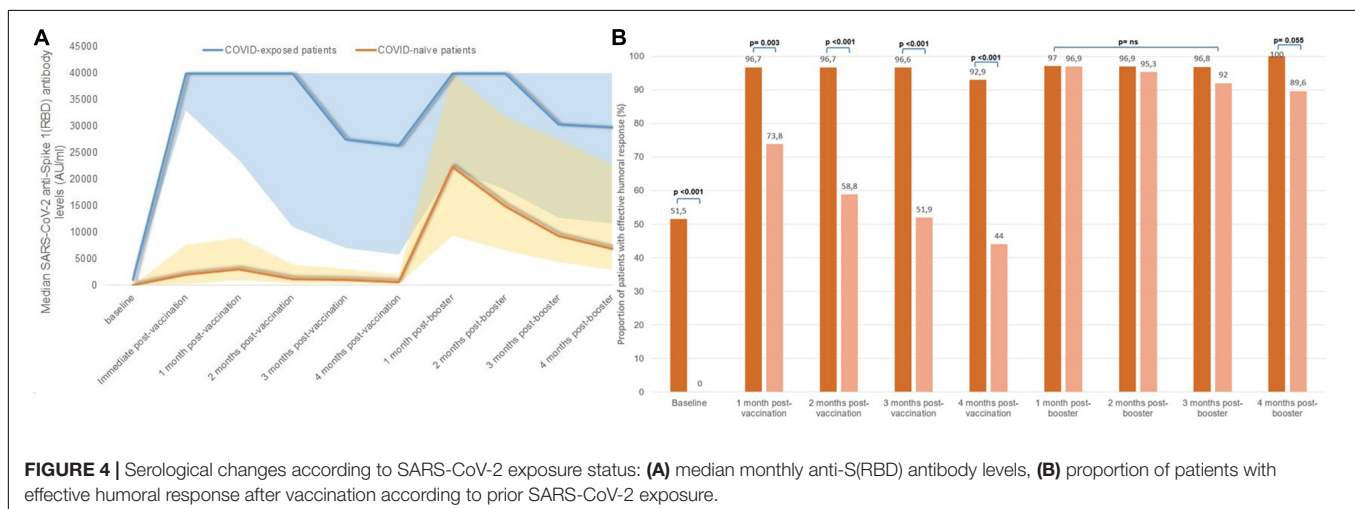 A
COVID-exposed patients
COVID-naïve patients
Median SARS-CoV-2 anti-Spike 1(RBD) antibody
levels (AU/ml)
45000
40000
35000
30000
25000
20000
15000
10000
5000
0
baseline
Immediate post-vaccination
1 month post-vaccination
2 months post-vaccination
3 months post-vaccination
4 months post-vaccination
1 month post-booster
2 months post-booster
3 months post-booster
4 months post-booster
B
Proportion of patients with effective humoral response (%)
100
90
80
70
60
50
40
30
20
10
0
p <0.001
51,5
0
p= 0.003
96,7
73,8
p <0.001
96,7
58,8
p <0.001
96,6
51,9
p <0.001
92,9
44
p= ns
97
96,9
96,9
95,3
96,8
92
p= 0.055
100
89,6
Baseline
1 month post-
vaccination
2 months post-
vaccination
3 months post-
vaccination
4 months post-
vaccination
1 month post-
booster
2 months post-
booster
3 months post-
booster
4 months post-
booster
FIGURE 4 | Serological changes according to SARS-CoV-2 exposure status: (A) median monthly anti-S(RBD) antibody levels, (B) proportion of patients with
effective humoral response after vaccination according to prior SARS-CoV-2 exposure.